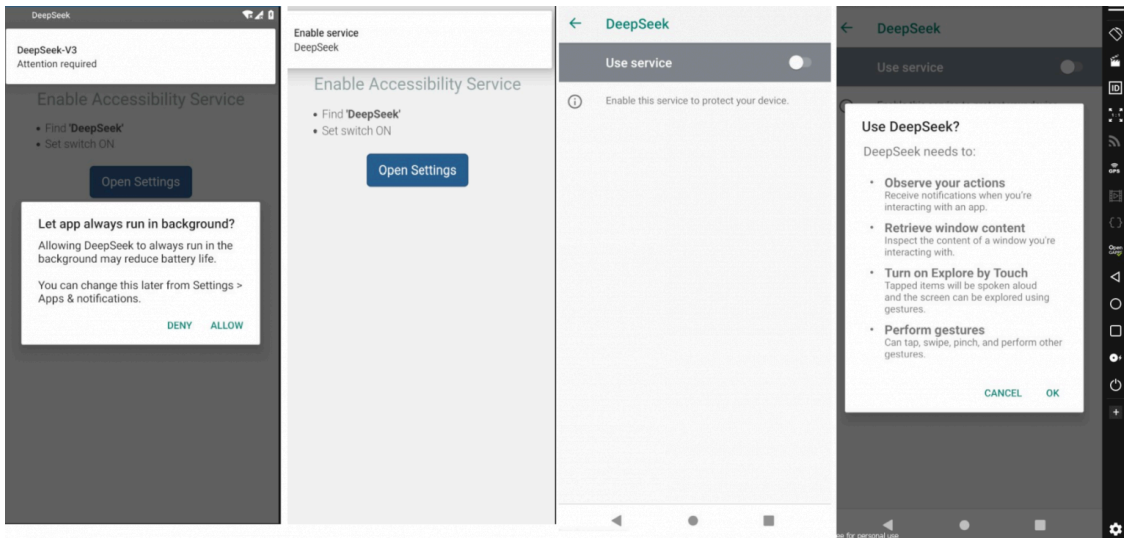 DeepSeek
DeepSeek-V3
Attention required
Enable Accessibility Service
• Find 'DeepSeek'
• Set switch ON
Open Settings
Let app always run in background?
Allowing DeepSeek to always run in the
background may reduce battery life.
You can change this later from Settings >
Apps & notifications.
DENY ALLOW
Enable service
DeepSeek
Enable Accessibility Service
• Find 'DeepSeek'
• Set switch ON
Open Settings
DeepSeek
Use service
Enable this service to protect your device.
DeepSeek
Use service
Use DeepSeek?
DeepSeek needs to:
• Observe your actions
Receive notifications when you're
interacting with an app.
• Retrieve window content
Inspect the content of a window you're
interacting with.
• Turn on Explore by Touch
Tapped items will be spoken aloud
and the screen can be explored using
gestures.
• Perform gestures
Can tap, swipe, pinch, and perform other
gestures.
CANCEL OK
for personal use
ID
GPS
Open